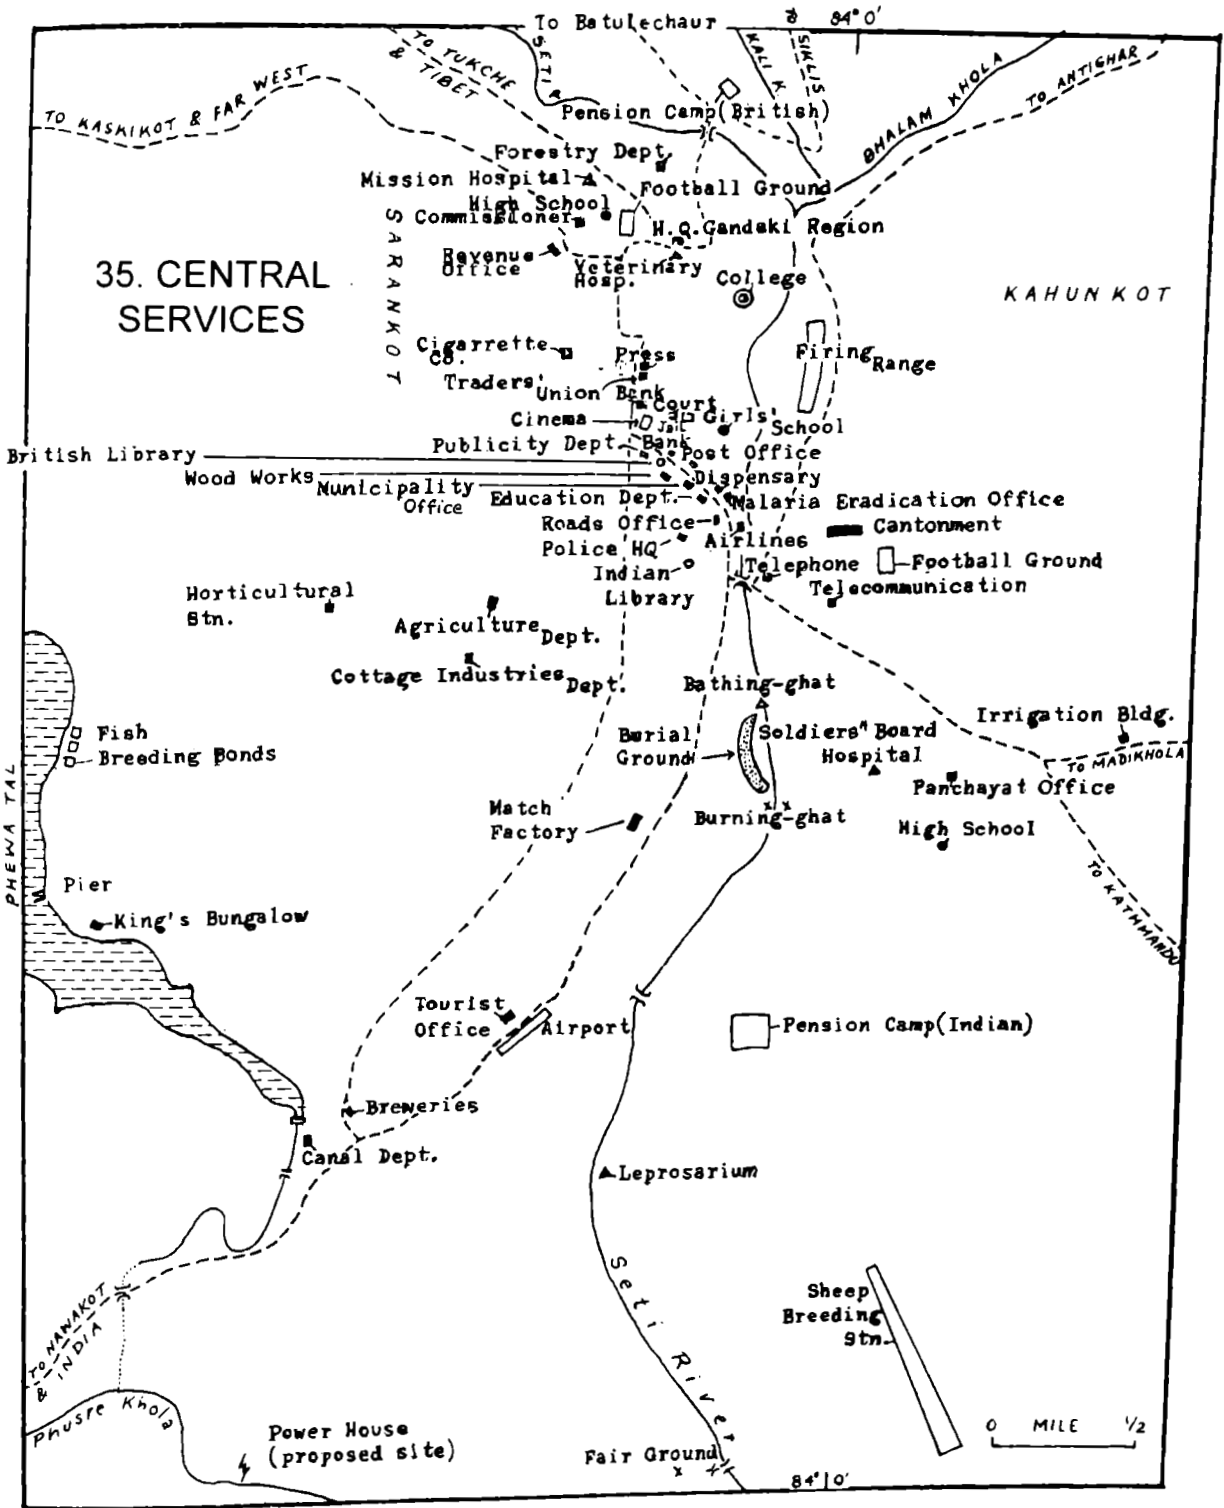 To Batulechaur
84° 0'
SETI R
KALI K
SIKLIS
TO TUKCHE
& TIBET
TO KASKIKOT & FAR WEST
BHALAM KHOLA
TO ANTIGHAR
Pension Camp(British)
Forestry Dept.
Mission Hospital
Football Ground
High School
Commissioner
H.Q. Gandaki Region
Revenue
Office
Veterinary
Hosp.
College
35. CENTRAL
SERVICES
SARANKOT
KAHUNKOT
Cigarrette
Co.
Press
Firing
Range
Traders'
Union Bank
Court
Cinema
Jail
Girls'
School
Publicity Dept.
Bank
Post Office
British Library
Wood Works
Dispensary
Municipality
Office
Education Dept.
Malaria Eradication Office
Roads Office
Cantonment
Police HQ
Airlines
Indian
Library
Telephone
Football Ground
Telecommunication
Horticultural
Stn.
Agriculture
Dept.
Cottage Industries
Dept.
Bathing-ghat
Irrigation Bldg.
Fish
Breeding Bonds
Burial
Ground
Soldiers" Board
Hospital
TO MADIKHOLA
PHEWA TAL
Panchayat Office
Match
Factory
Burning-ghat
High School
TO KATHMANDU
Pier
King's Bungalow
Tourist
Office
Airport
Pension Camp(Indian)
Breweries
Canal Dept.
Leprosarium
Seti River
Sheep
Breeding
Stn.
TO NAWAKOT
& INDIA
Phusre Khola
Power House
(proposed site)
Fair Ground
0 MILE 1/2
84° 0'